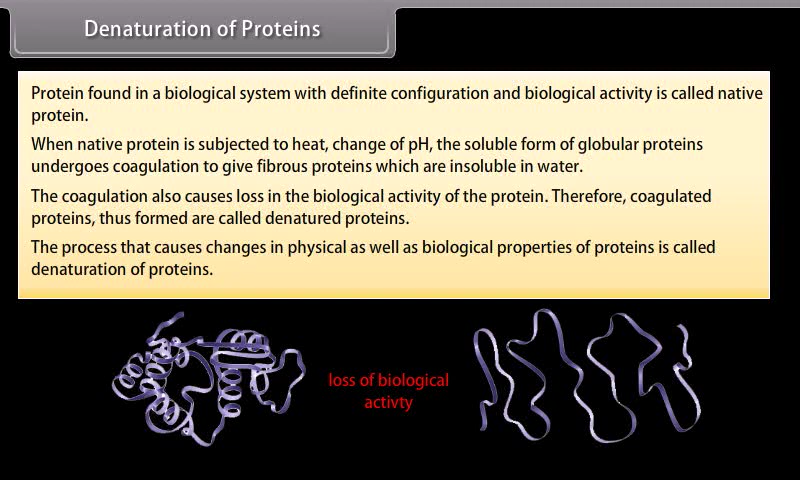 Denaturation of Proteins
Protein found in a biological system with definite configuration and biological activity is called native
protein.
When native protein is subjected to heat, change of pH, the soluble form of globular proteins
undergoes coagulation to give fibrous proteins which are insoluble in water.
The coagulation also causes loss in the biological activity of the protein. Therefore, coagulated
proteins, thus formed are called denatured proteins.
The process that causes changes in physical as well as biological properties of proteins is called
denaturation of proteins.
loss of biological
activty